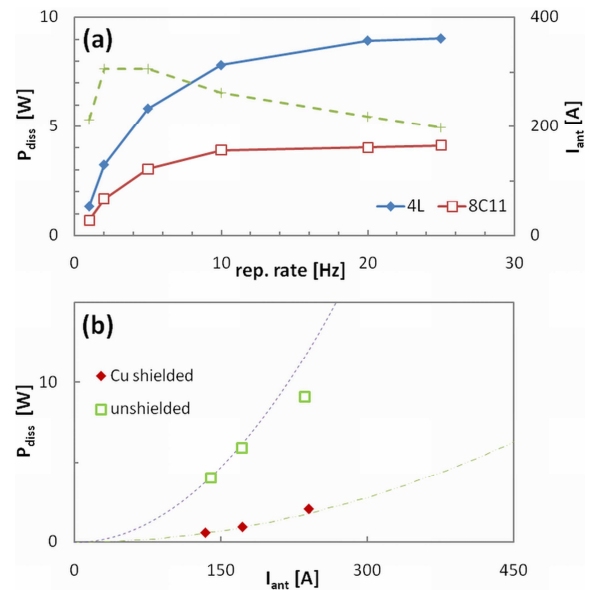 (a)
10
5
0
P_diss [W]
400
200
0
I_ant [A]
4L 8C11
0 10 20 30
rep. rate [Hz]
(b)
Cu shielded
unshielded
10
0
P_diss [W]
0 150 300 450
I_ant [A]